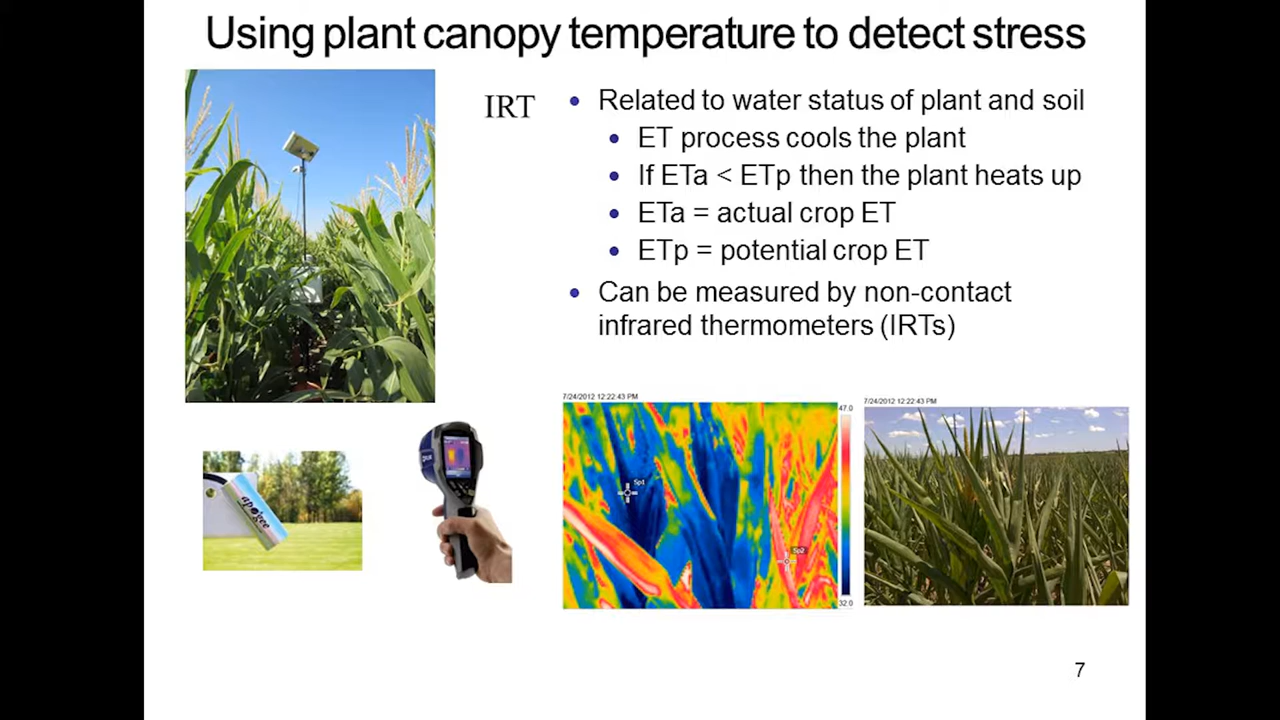 Using plant canopy temperature to detect stress
IRT
• Related to water status of plant and soil
• ET process cools the plant
• If ETa < ETp then the plant heats up
• ETa = actual crop ET
• ETp = potential crop ET
• Can be measured by non-contact
infrared thermometers (IRTs)
7/24/2012 12:22:43 PM
47.0
Sp1
Sp2
32.0
7/24/2012 12:22:43 PM
apogee
7